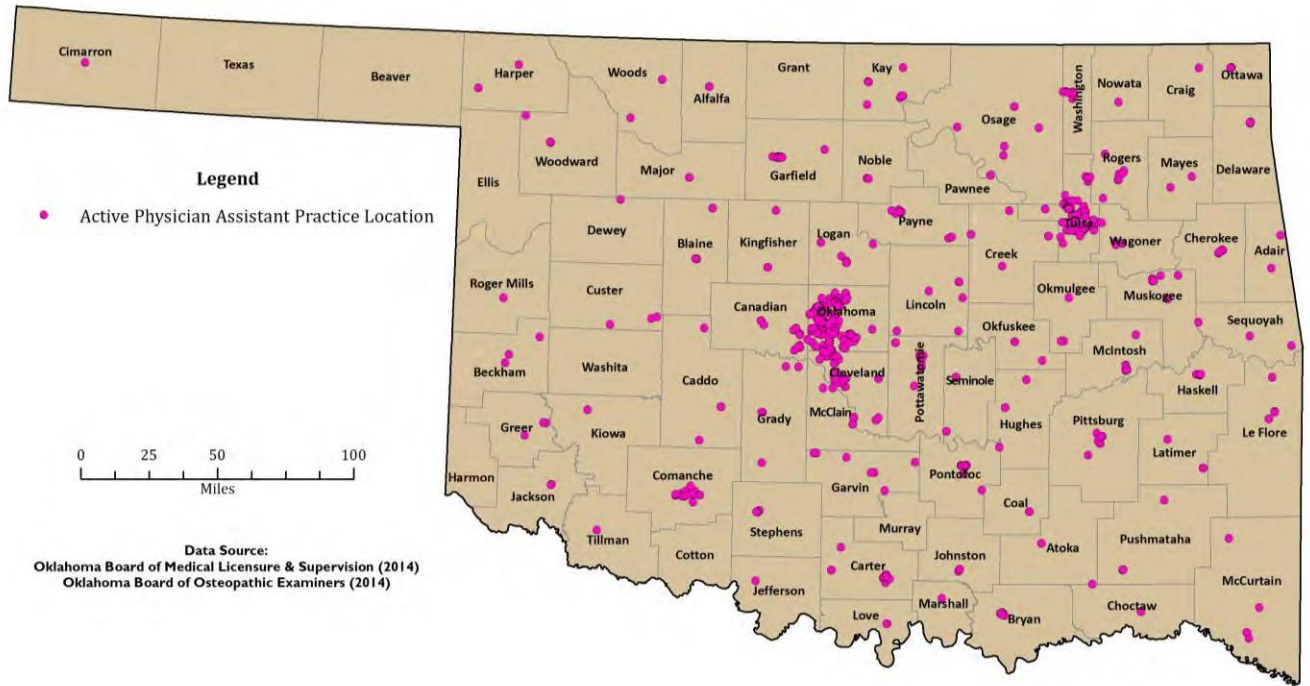 Cimarron
Texas
Beaver
Harper
Woods
Alfalfa
Grant
Kay
Osage
Washington
Nowata
Craig
Ottawa
Legend
Active Physician Assistant Practice Location
Ellis
Woodward
Major
Garfield
Noble
Pawnee
Rogers
Mayes
Delaware
Dewey
Blaine
Kingfisher
Logan
Payne
Creek
Tulsa
Wagoner
Cherokee
Adair
Roger Mills
Custer
Canadian
Oklahoma
Lincoln
Okmulgee
Muskogee
Sequoyah
Okfuskee
McIntosh
Beckham
Washita
Caddo
Cleveland
Pottawatomie
Seminole
Haskell
Greer
Kiowa
Grady
McClain
Hughes
Pittsburg
Le Flore
Latimer
0 25 50 100
Miles
Harmon
Jackson
Comanche
Garvin
Pontotoc
Coal
Tillman
Cotton
Stephens
Murray
Johnston
Atoka
Pushmataha
Data Source:
Oklahoma Board of Medical Licensure & Supervision (2014)
Oklahoma Board of Osteopathic Examiners (2014)
Jefferson
Carter
Love
Marshall
Bryan
Choctaw
McCurtain